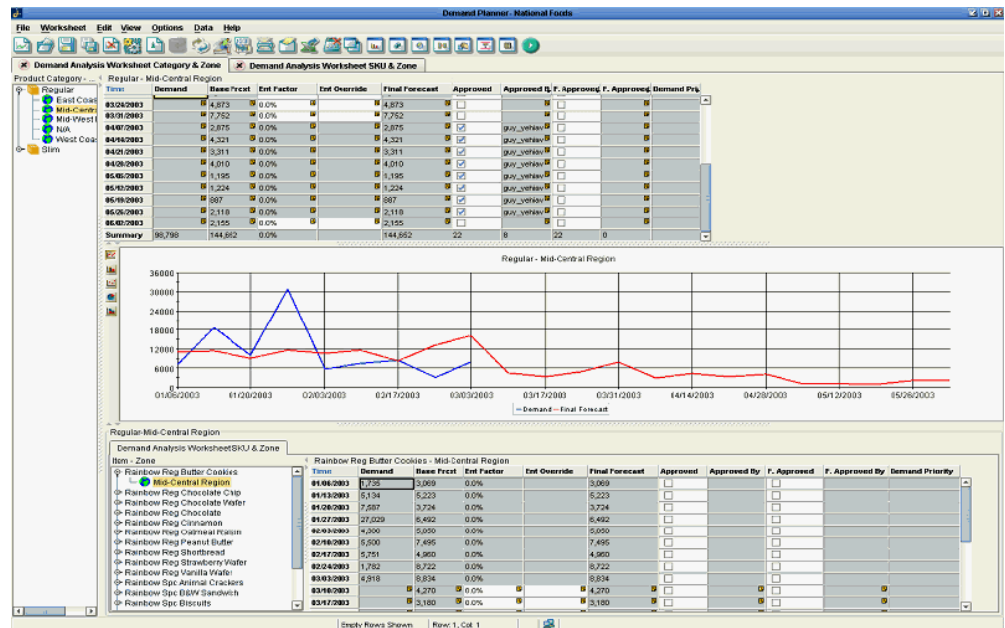 Demand Planner- National Foods
File Worksheet Edit View Options Data Help
Demand Analysis Worksheet Category & Zone Demand Analysis Worksheet SKU & Zone
Product Category - ... Regular - Mid-Central Region
Regular
East Coas
Mid-Centr
Mid-West
N/A
West Coas
Slim
Time Demand Base Frcst Ent Factor Ent Override Final Forecast Approved Approved B F. Approved F. Approved Demand Prio
03/24/2003 4,873 0.0% 4,873
03/31/2003 7,752 0.0% 7,752
04/07/2003 2,875 0.0% 2,875 guy_yehiav
04/14/2003 4,321 0.0% 4,321 guy_yehiav
04/21/2003 3,311 0.0% 3,311 guy_yehiav
04/28/2003 4,010 0.0% 4,010 guy_yehiav
05/05/2003 1,195 0.0% 1,195 guy_yehiav
05/12/2003 1,224 0.0% 1,224 guy_yehiav
05/19/2003 887 0.0% 887 guy_yehiav
05/26/2003 2,118 0.0% 2,118 guy_yehiav
06/02/2003 2,155 0.0% 2,155
Summary 98,798 144,662 0.0% 144,662 22 8 22 0
Regular - Mid-Central Region
36000
30000
24000
18000
12000
6000
0
01/06/2003 01/20/2003 02/03/2003 02/17/2003 03/03/2003 03/17/2003 03/31/2003 04/14/2003 04/28/2003 05/12/2003 05/26/2003
Demand Final Forecast
Regular-Mid-Central Region
Demand Analysis WorksheetSKU & Zone
Item - Zone
Rainbow Reg Butter Cookies
Mid-Central Region
Rainbow Reg Chocolate Chip
Rainbow Reg Chocolate Wafer
Rainbow Reg Chocolate
Rainbow Reg Cinnamon
Rainbow Reg Oatmeal Raisin
Rainbow Reg Peanut Butter
Rainbow Reg Shortbread
Rainbow Reg Strawberry Wafer
Rainbow Reg Vanilla Wafer
Rainbow Spc Animal Crackers
Rainbow Spc B&W Sandwich
Rainbow Spc Biscuits
Rainbow Reg Butter Cookies - Mid-Central Region
Time Demand Base Frcst Ent Factor Ent Override Final Forecast Approved Approved By F. Approved F. Approved By Demand Priority
01/06/2003 1,735 3,069 0.0% 3,069
01/13/2003 5,134 5,223 0.0% 5,223
01/20/2003 7,587 3,724 0.0% 3,724
01/27/2003 27,029 6,492 0.0% 6,492
02/03/2003 4,300 5,050 0.0% 5,050
02/10/2003 5,500 7,495 0.0% 7,495
02/17/2003 5,751 4,960 0.0% 4,960
02/24/2003 1,782 8,722 0.0% 8,722
03/03/2003 4,918 8,834 0.0% 8,834
03/10/2003 4,270 0.0% 4,270
03/17/2003 3,180 0.0% 3,180
Empty Rows Shown Row: 1, Col: 1